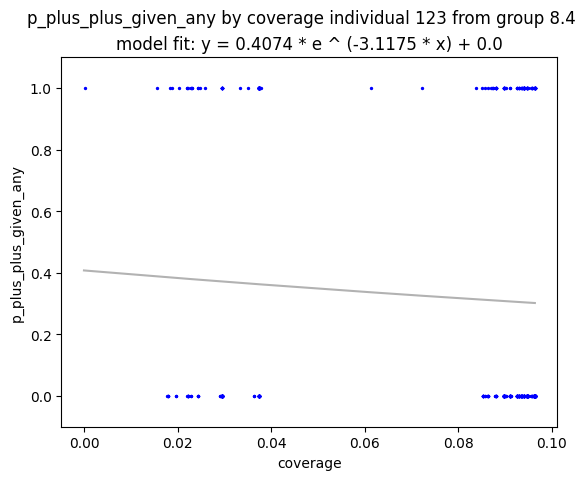 p_plus_plus_given_any by coverage individual 123 from group 8.4
model fit: y = 0.4074 * e ^ (-3.1175 * x) + 0.0
1.0
0.8
0.6
0.4
0.2
0.0
p_plus_plus_given_any
0.00 0.02 0.04 0.06 0.08 0.10
coverage